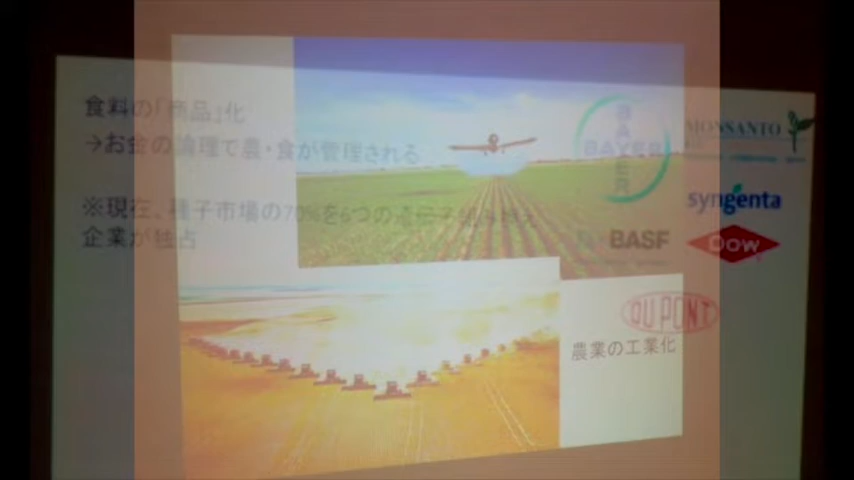 食料の「商品」化
→お金の論理で農・食が管理される
※現在、種子市場の70%を6つの遺伝子組み換え
企業が独占
BAYER
BAYER
MONSANTO
syngenta
BASF
Dow
DUPONT
農業の工業化